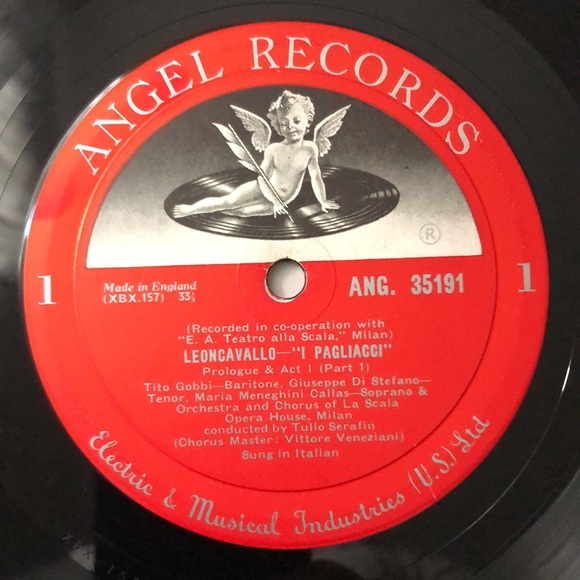 ANGEL RECORDS
®
1
1
Made in England
(XBX.157) 33⅓
ANG. 35191
(Recorded in co-operation with
"E. A. Teatro alla Scala," Milan)
LEONCAVALLO—"I PAGLIACCI"
Prologue & Act I (Part 1)
Tito Gobbi—Baritone, Giuseppe Di Stefano—
Tenor, Maria Meneghini Callas—Soprano &
Orchestra and Chorus of La Scala
Opera House, Milan
conducted by Tulio Serafin
(Chorus Master: Vittore Veneziani)
Sung in Italian
Electric & Musical Industries (U.S.) Ltd
XBX 157